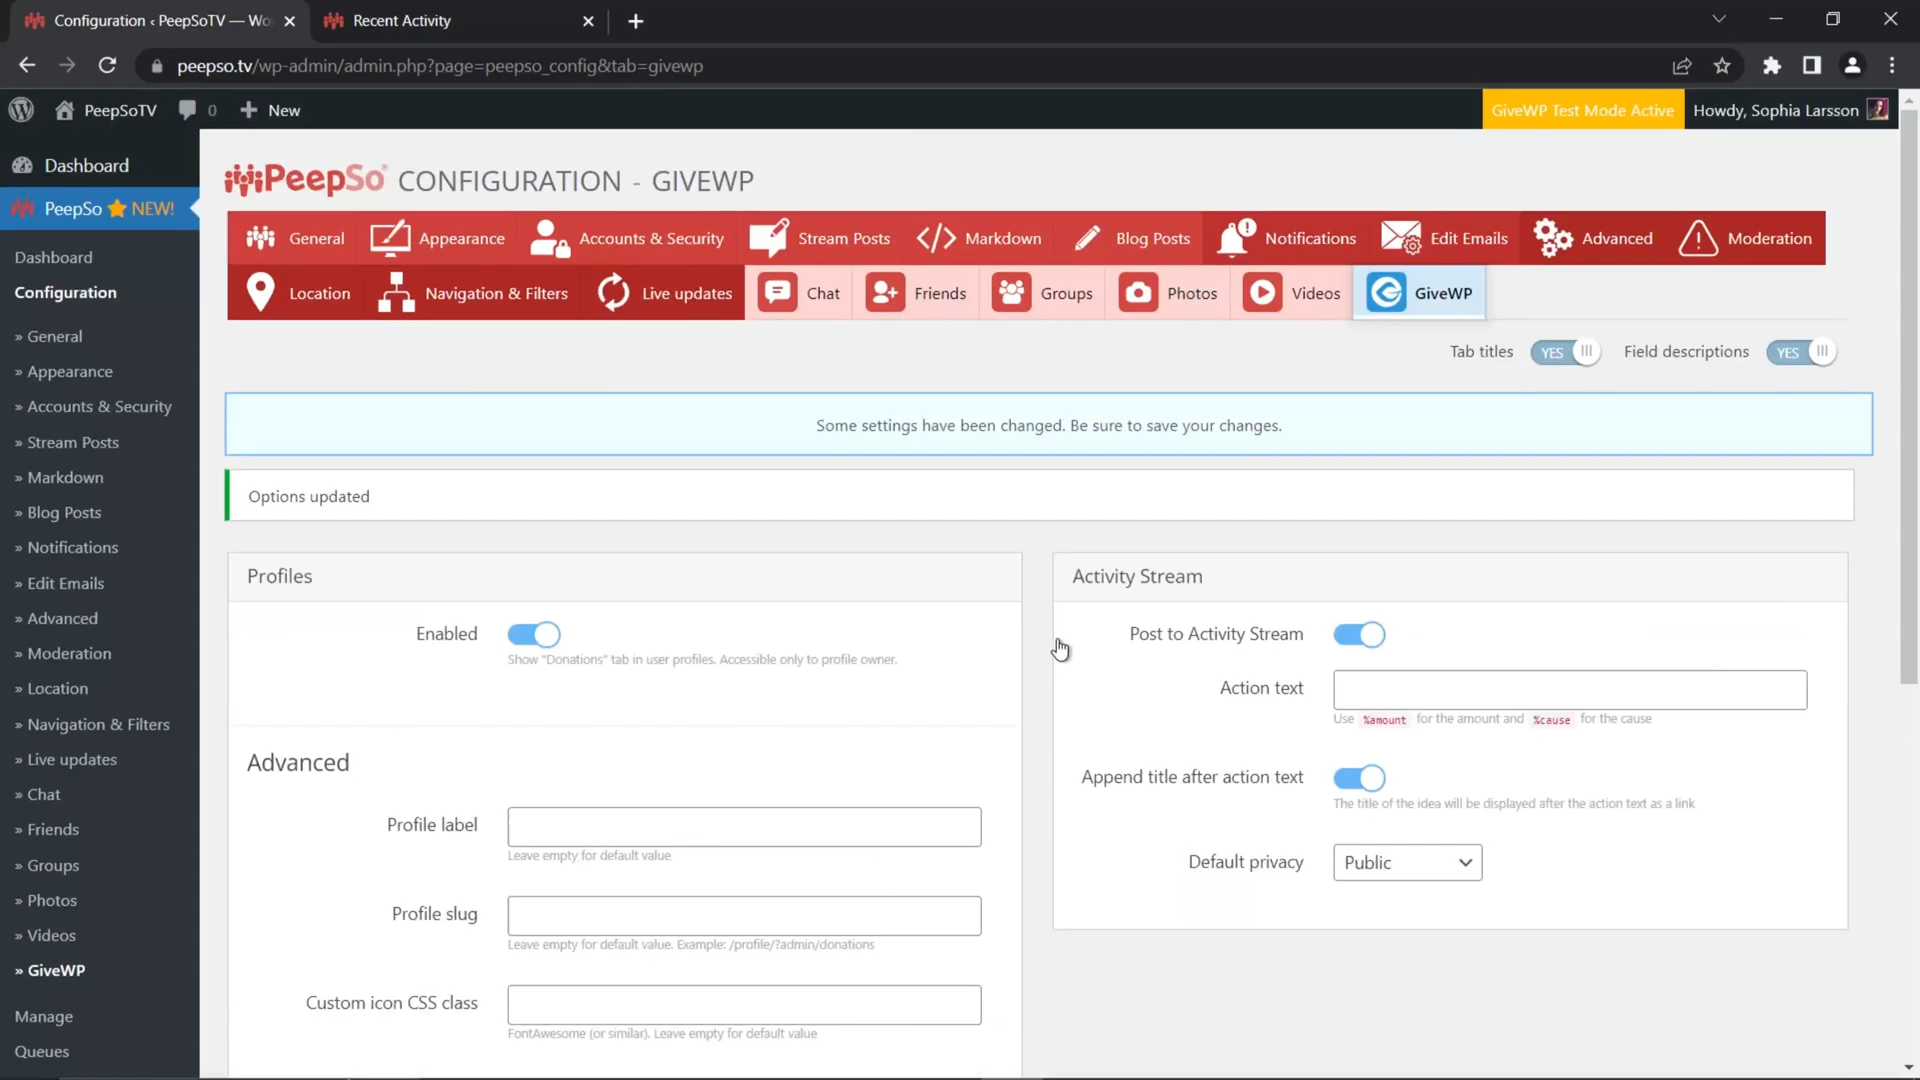 Configuration ‹ PeepSoTV — Wo
Recent Activity
peepso.tv/wp-admin/admin.php?page=peepso_config&tab=givewp
PeepSoTV 0 New
GiveWP Test Mode Active
Howdy, Sophia Larsson
Dashboard
PeepSo NEW!
Dashboard
Configuration
» General
» Appearance
» Accounts & Security
» Stream Posts
» Markdown
» Blog Posts
» Notifications
» Edit Emails
» Advanced
» Moderation
» Location
» Navigation & Filters
» Live updates
» Chat
» Friends
» Groups
» Photos
» Videos
» GiveWP
Manage
Queues
PeepSo® CONFIGURATION - GIVEWP
General Appearance Accounts & Security Stream Posts Markdown Blog Posts Notifications Edit Emails Advanced Moderation
Location Navigation & Filters Live updates Chat Friends Groups Photos Videos GiveWP
Tab titles YES Field descriptions YES
Some settings have been changed. Be sure to save your changes.
Options updated
Profiles
Enabled
Show "Donations" tab in user profiles. Accessible only to profile owner.
Advanced
Profile label
Leave empty for default value
Profile slug
Leave empty for default value. Example: /profile/?admin/donations
Custom icon CSS class
FontAwesome (or similar). Leave empty for default value
Activity Stream
Post to Activity Stream
Action text
Use %amount for the amount and %cause for the cause
Append title after action text
The title of the idea will be displayed after the action text as a link
Default privacy Public